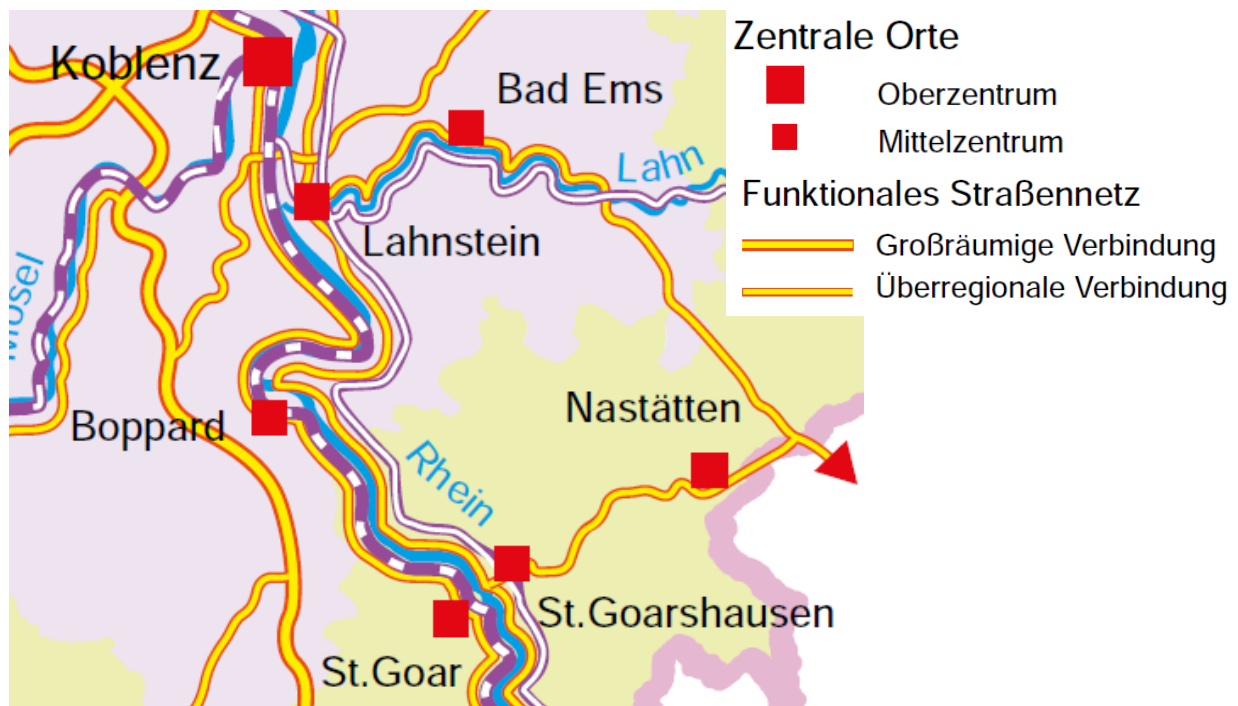 Zentrale Orte
Oberzentrum
Mittelzentrum
Funktionales Straßennetz
Großräumige Verbindung
Überregionale Verbindung
Koblenz
Bad Ems
Lahn
Lahnstein
Mosel
Boppard
Nastätten
Rhein
St.Goarshausen
St.Goar